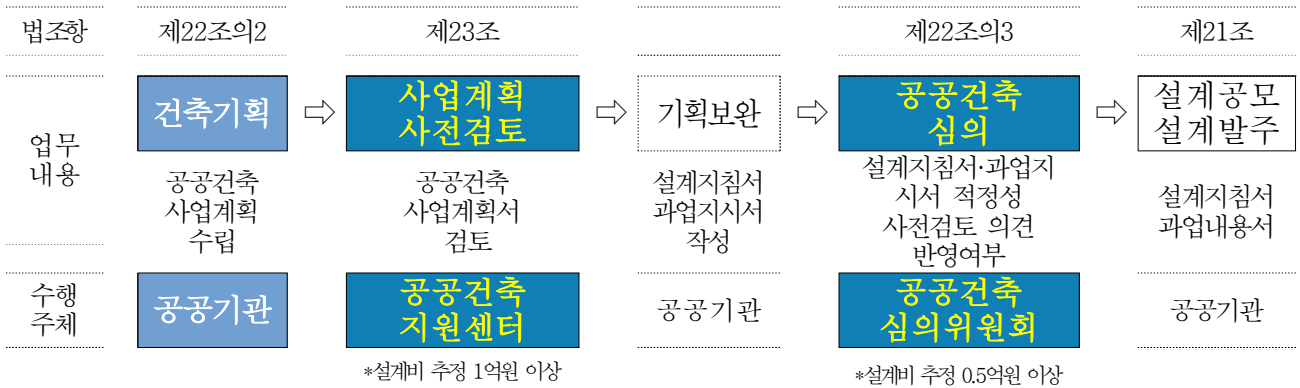 법조항
제22조의2
제23조
제22조의3
제21조
업무
내용
건축기획
⇨
사업계획
사전검토
⇨
기획보완
⇨
공공건축
심의
⇨
설계공모
설계발주
공공건축
사업계획
수립
공공건축
사업계획서
검토
설계지침서
과업지시서
작성
설계지침서·과업지
시서 적정성
사전검토 의견
반영여부
설계지침서
과업내용서
수행
주체
공공기관
공공건축
지원센터
공공기관
공공건축
심의위원회
공공기관
*설계비 추정 1억원 이상
*설계비 추정 0.5억원 이상